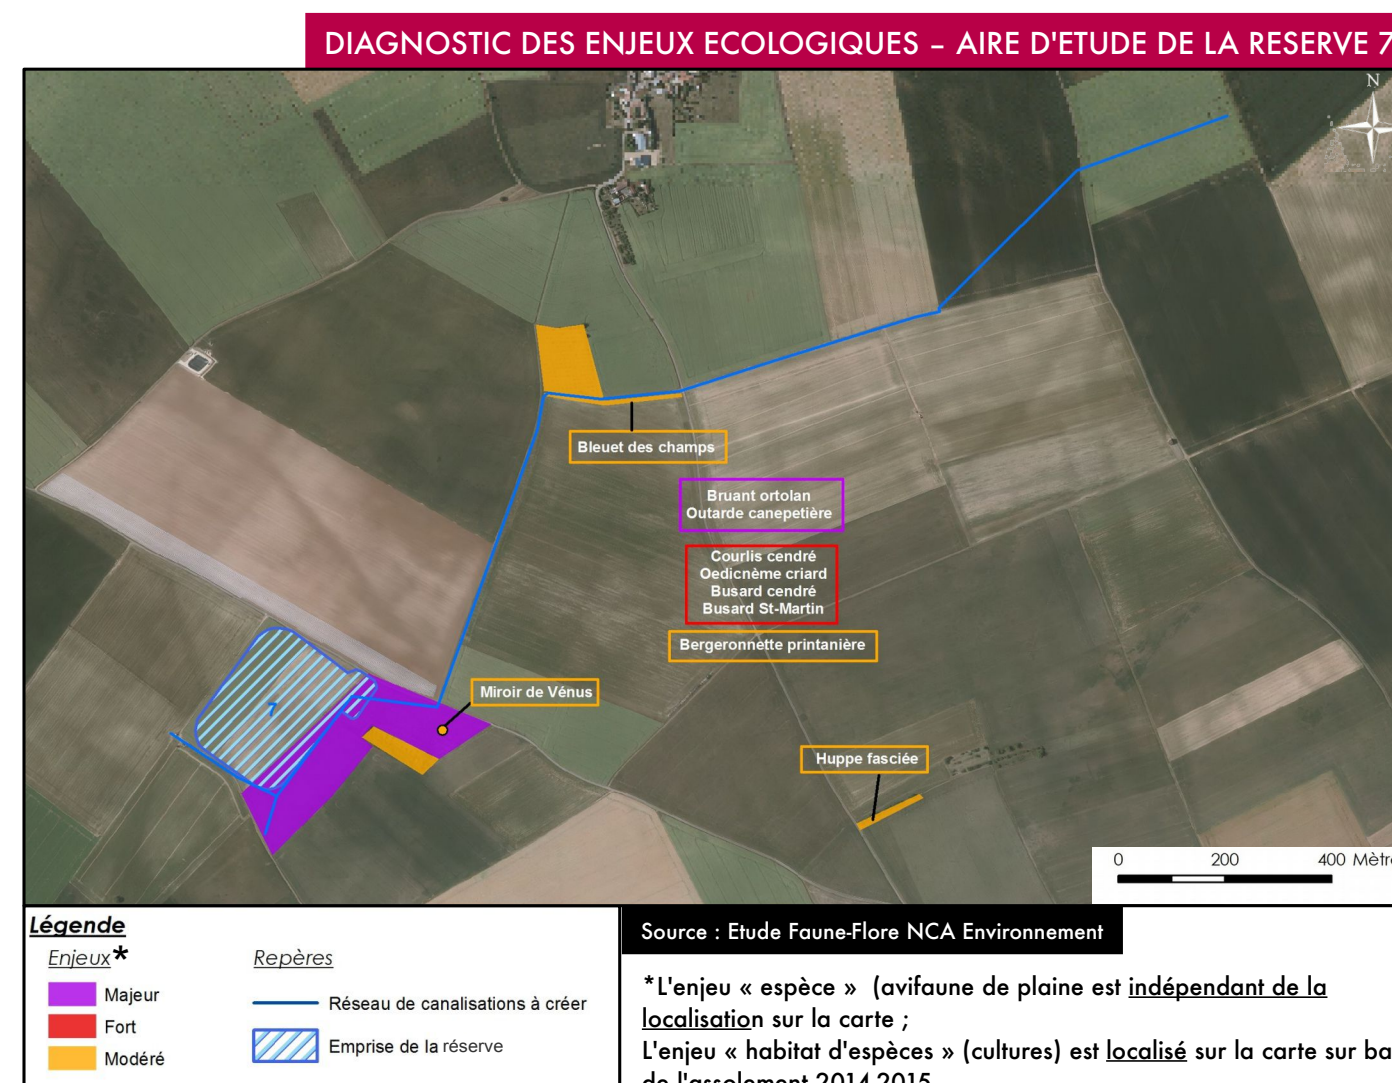 DIAGNOSTIC DES ENJEUX ECOLOGIQUES – AIRE D'ETUDE DE LA RESERVE 7
N
Bleuet des champs
Bruant ortolan
Outarde canepetière
Courlis cendré
Oedicnème criard
Busard cendré
Busard St-Martin
Bergeronnette printanière
Miroir de Vénus
7
Huppe fasciée
0 200 400 Mètr
Légende
Enjeux*
Repères
Majeur
Fort
Modéré
Réseau de canalisations à créer
Emprise de la réserve
Source : Etude Faune-Flore NCA Environnement
*L'enjeu « espèce » (avifaune de plaine est indépendant de la
localisation sur la carte ;
L'enjeu « habitat d'espèces » (cultures) est localisé sur la carte sur ba
de l'assolement 2014-2015